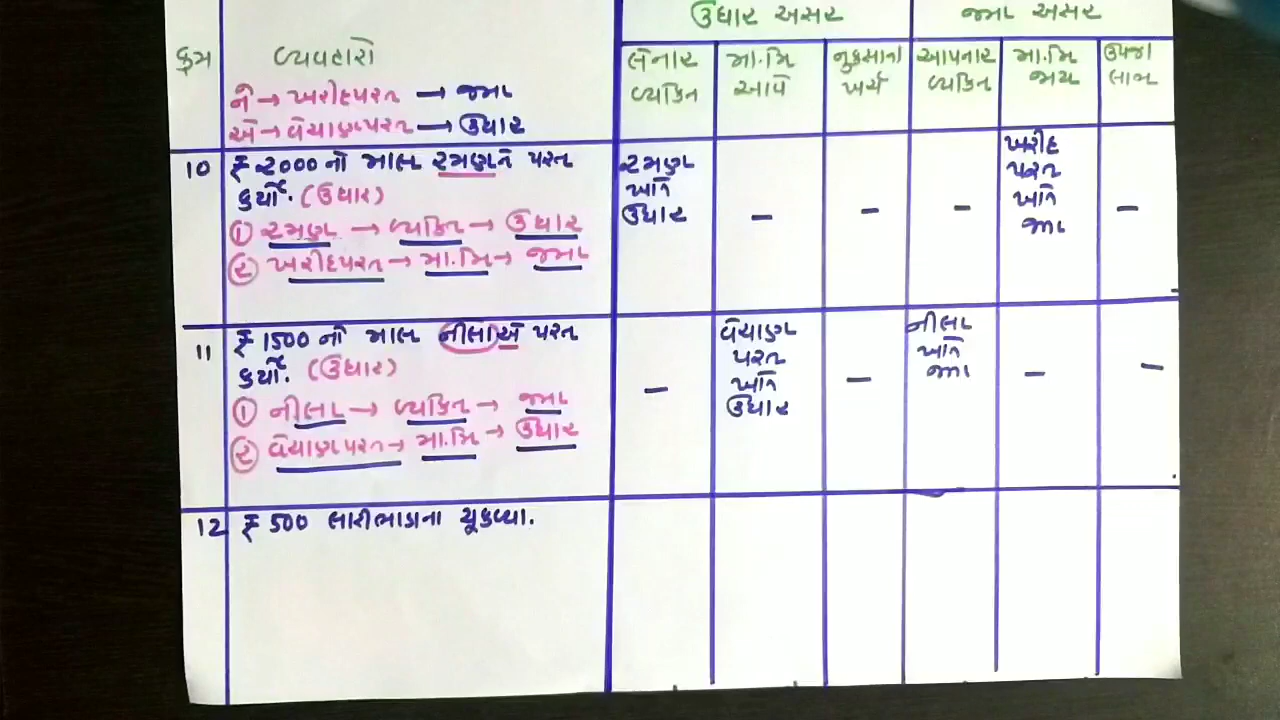 ઉધાર અસર
જમા અસર
ક્રમ
વ્યવહારો
લેનાર
વ્યકિત
મા.મિ
આવે
નુકસાન
ખર્ચ
આપનાર
વ્યકિત
મા.મિ
જાય
ઉપજ
લાભ
ને → ખરીદપરત → જમા
એ → વેચાણપરત → ઉધાર
10
₹ 2000 નો માલ રમણને પરત
કર્યો. (ઉધાર)
① રમણ → વ્યકિત → ઉધાર
② ખરીદપરત → મા.મિ → જમા
રમણ
ખાતે
ઉધાર
–
–
–
ખરીદ
પરત
ખાતે
જમા
–
11
₹ 1500 નો માલ નીલાએ પરત
કર્યો. (ઉધાર)
① નીલા → વ્યકિત → જમા
② વેચાણપરત → મા.મિ → ઉધાર
–
વેચાણ
પરત
ખાતે
ઉધાર
–
નીલા
ખાતે
જમા
–
–
12
₹ 500 લારીભાડાના ચૂકવ્યા.